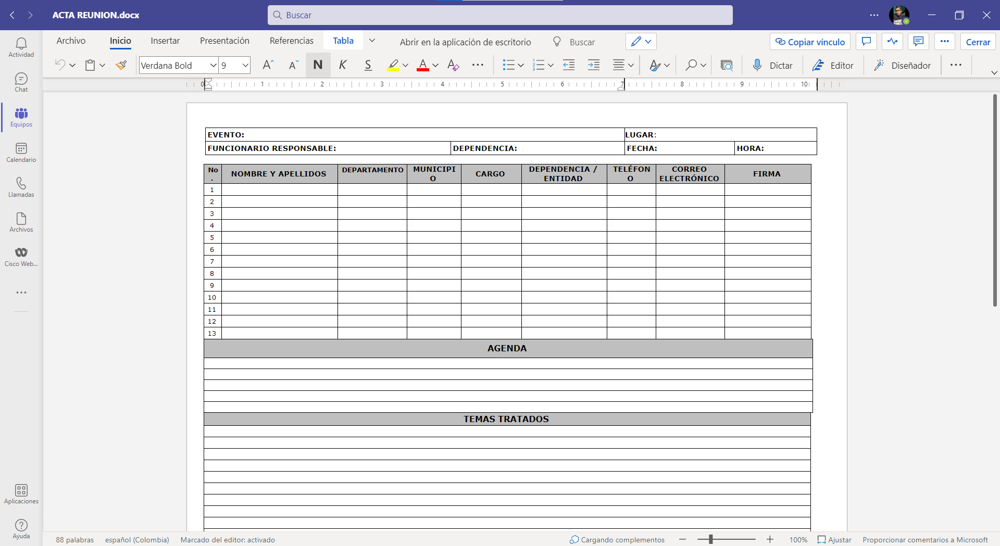 ACTA REUNION.docx
Buscar
Archivo Inicio Insertar Presentación Referencias Tabla Abrir en la aplicación de escritorio Buscar Copiar vínculo Cerrar
Verdana Bold 9 A A N K S A A Dictar Editor Diseñador
0 1 2 3 4 5 6 7 8 9 10
Actividad
Chat
Equipos
Calendario
Llamadas
Archivos
Cisco Web...
Aplicaciones
Ayuda
EVENTO: LUGAR:
FUNCIONARIO RESPONSABLE: DEPENDENCIA: FECHA: HORA:
No. NOMBRE Y APELLIDOS DEPARTAMENTO MUNICIPIO CARGO DEPENDENCIA / ENTIDAD TELÉFONO CORREO ELECTRÓNICO FIRMA
1
2
3
4
5
6
7
8
9
10
11
12
13
AGENDA
TEMAS TRATADOS
88 palabras español (Colombia) Marcado del editor: activado Cargando complementos 100% Ajustar Proporcionar comentarios a Microsoft